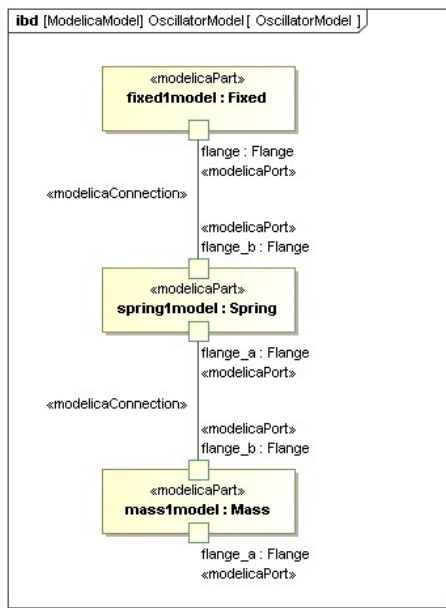 ibd [ModelicaModel] OscillatorModel[ OscillatorModel ]
«modelicaPart»
fixed1model : Fixed
flange : Flange
«modelicaPort»
«modelicaConnection»
«modelicaPort»
flange_b : Flange
«modelicaPart»
spring1model : Spring
flange_a : Flange
«modelicaPort»
«modelicaConnection»
«modelicaPort»
flange_b : Flange
«modelicaPart»
mass1model : Mass
flange_a : Flange
«modelicaPort»